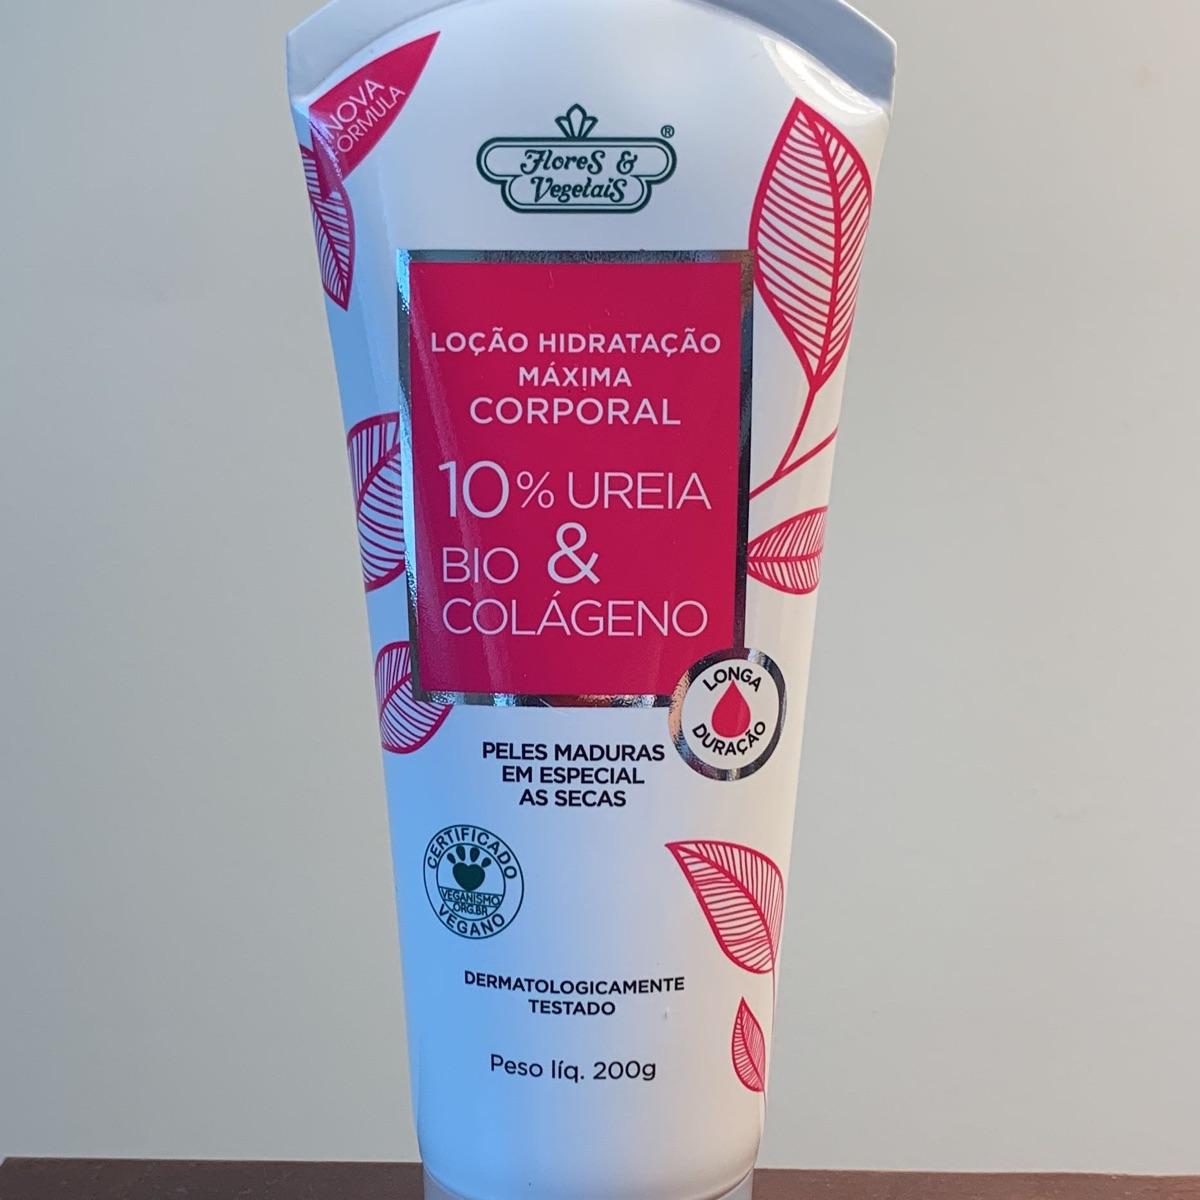 NOVA
FÓRMULA
Flores &
Vegetais
®
LOÇÃO HIDRATAÇÃO
MÁXIMA
CORPORAL
10% UREIA
BIO &
COLÁGENO
LONGA
DURAÇÃO
PELES MADURAS
EM ESPECIAL
AS SECAS
CERTIFICADO
VEGANISMO
ORG.BR
VEGANO
DERMATOLOGICAMENTE
TESTADO
Peso líq. 200g